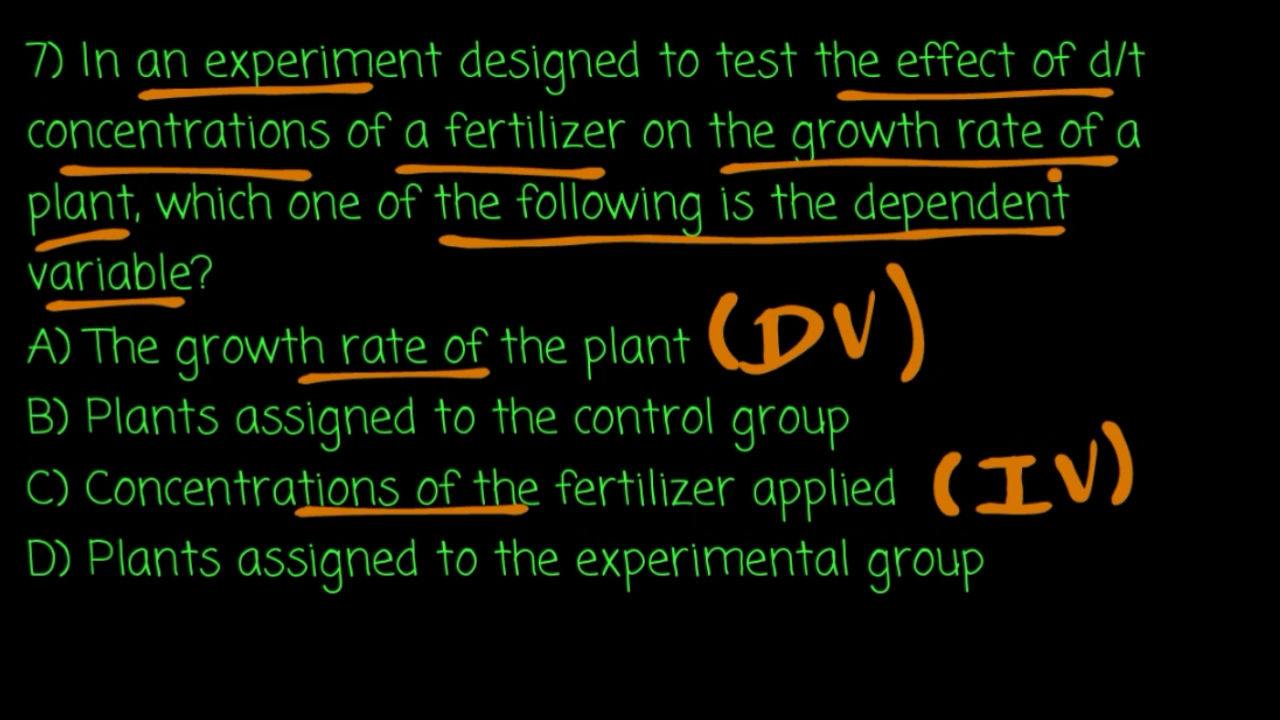 7) In an experiment designed to test the effect of d/t
concentrations of a fertilizer on the growth rate of a
plant, which one of the following is the dependent
variable?
A) The growth rate of the plant (DV)
B) Plants assigned to the control group
C) Concentrations of the fertilizer applied (IV)
D) Plants assigned to the experimental group